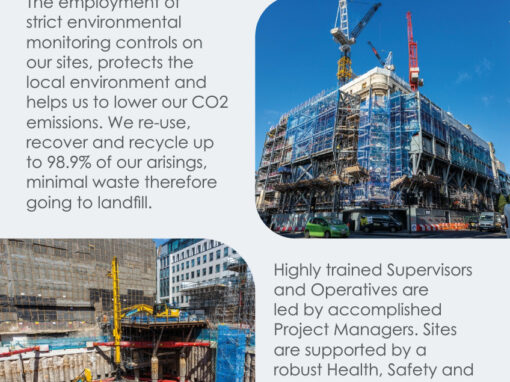 The employment of
strict environmental
monitoring controls on
our sites, protects the
local environment and
helps us to lower our CO2
emissions. We re-use,
recover and recycle up
to 98.9% of our arisings,
minimal waste therefore
going to landfill.
Highly trained Supervisors
and Operatives are
led by accomplished
Project Managers. Sites
are supported by a
robust Health, Safety and